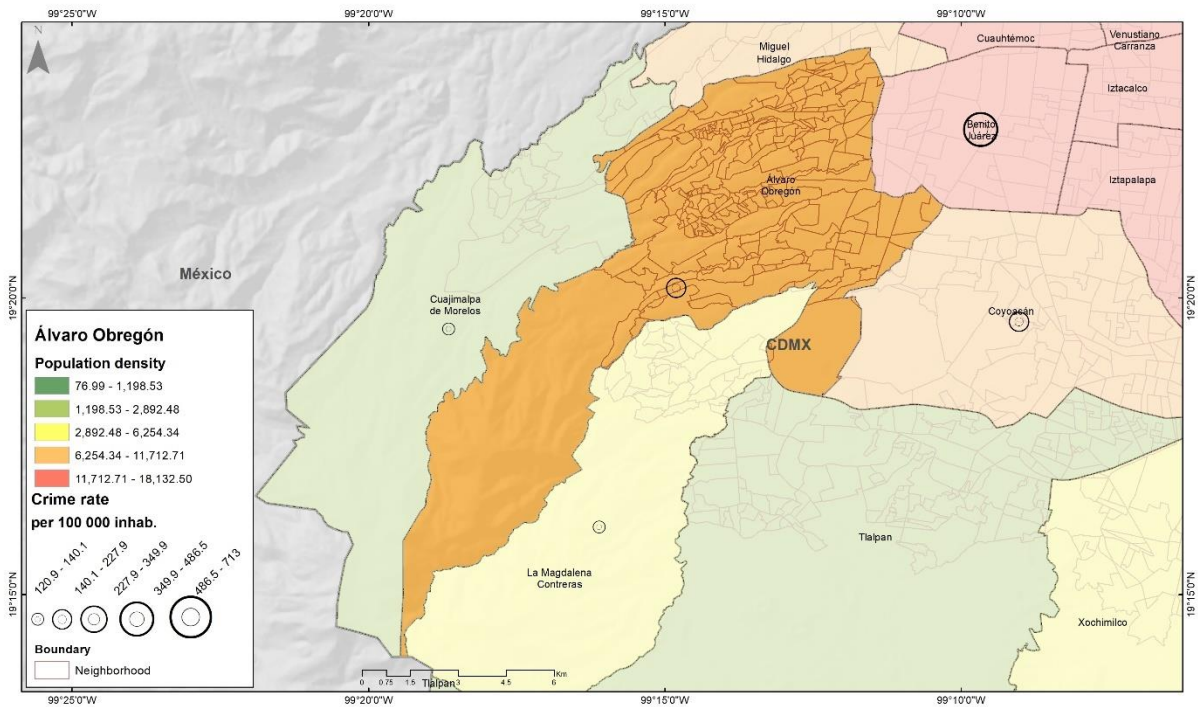 99°25'0"W
99°20'0"W
99°15'0"W
99°10'0"W
N
Miguel
Hidalgo
Cuauhtémoc
Venustiano
Carranza
Iztacalco
Benito
Juárez
Iztapalapa
Álvaro
Obregón
México
19°20'0"N
19°20'0"N
Cuajimalpa
de Morelos
Coyoacán
CDMX
Álvaro Obregón
Population density
76.99 - 1,198.53
1,198.53 - 2,892.48
2,892.48 - 6,254.34
6,254.34 - 11,712.71
11,712.71 - 18,132.50
Crime rate
per 100 000 inhab.
120.9 - 140.1
140.1 - 227.9
227.9 - 349.9
349.9 - 486.5
486.5 - 713
Boundary
Neighborhood
Tlalpan
La Magdalena
Contreras
19°15'0"N
19°15'0"N
Xochimilco
Km
0 0.75 1.5 3 4.5 6
Tlalpan
99°25'0"W
99°20'0"W
99°15'0"W
99°10'0"W